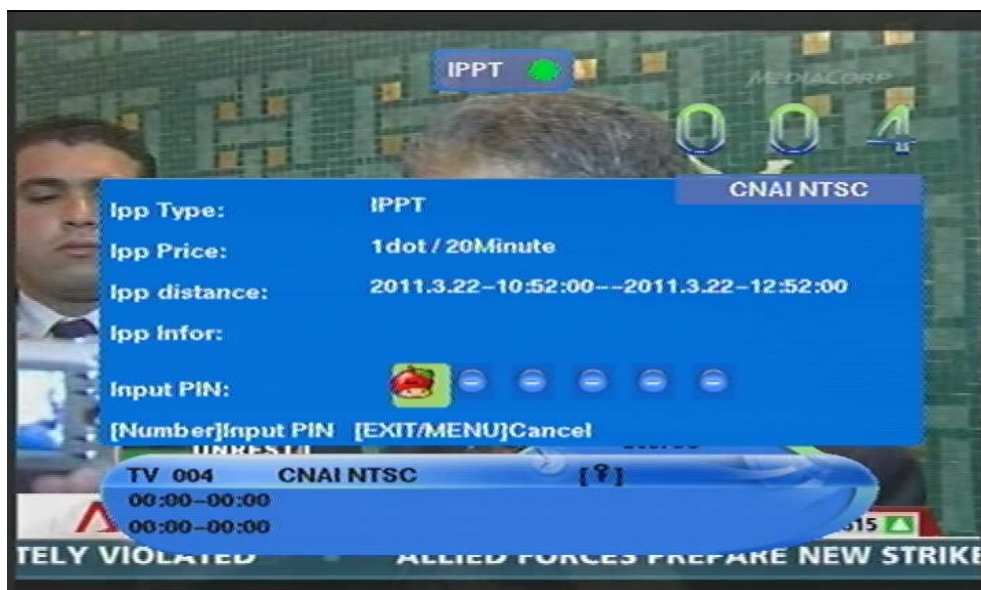 IPPT
MEDIACORP
004
CNAI NTSC
Ipp Type: IPPT
Ipp Price: 1dot / 20Minute
Ipp distance: 2011.3.22-10:52:00--2011.3.22-12:52:00
Ipp Infor:
Input PIN:
[Number]Input PIN [EXIT/MENU]Cancel
UNREST
TV 004 CNAI NTSC [?]
00:00-00:00
00:00-00:00
615
TELY VIOLATED ALLIED FORCES PREPARE NEW STRIKE